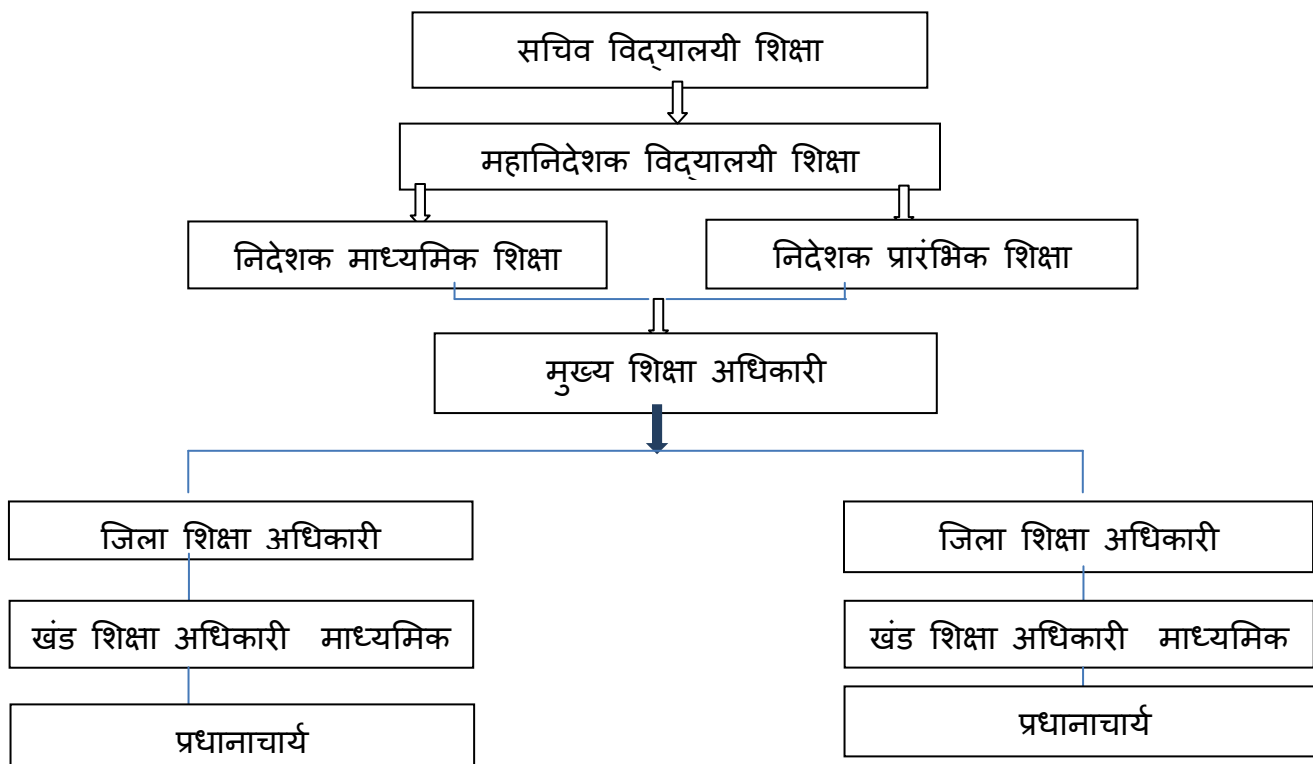 सचिव विद्यालयी शिक्षा
महानिदेशक विद्यालयी शिक्षा
निदेशक माध्यमिक शिक्षा
निदेशक प्रारंभिक शिक्षा
मुख्य शिक्षा अधिकारी
जिला शिक्षा अधिकारी
जिला शिक्षा अधिकारी
खंड शिक्षा अधिकारी माध्यमिक
खंड शिक्षा अधिकारी माध्यमिक
प्रधानाचार्य
प्रधानाचार्य